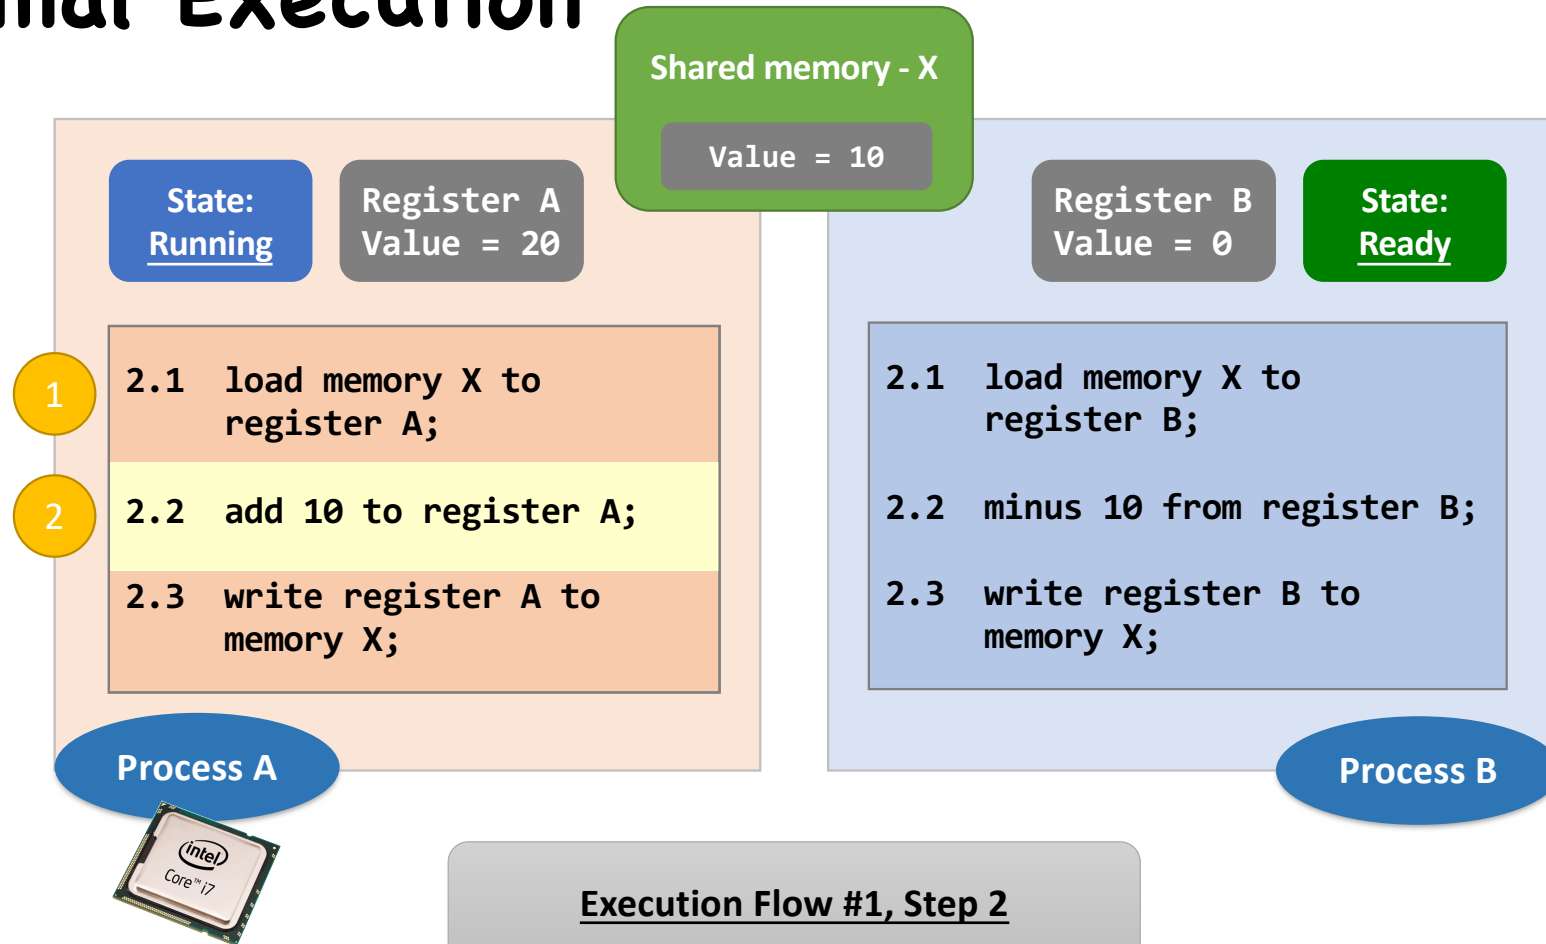 Execution
Shared memory - X
Value = 10
State:
Running
Register A
Value = 20
Register B
Value = 0
State:
Ready
1
2.1 load memory X to
register A;
2
2.2 add 10 to register A;
2.3 write register A to
memory X;
2.1 load memory X to
register B;
2.2 minus 10 from register B;
2.3 write register B to
memory X;
Process A
Process B
intel
Core™ i7
Execution Flow #1, Step 2